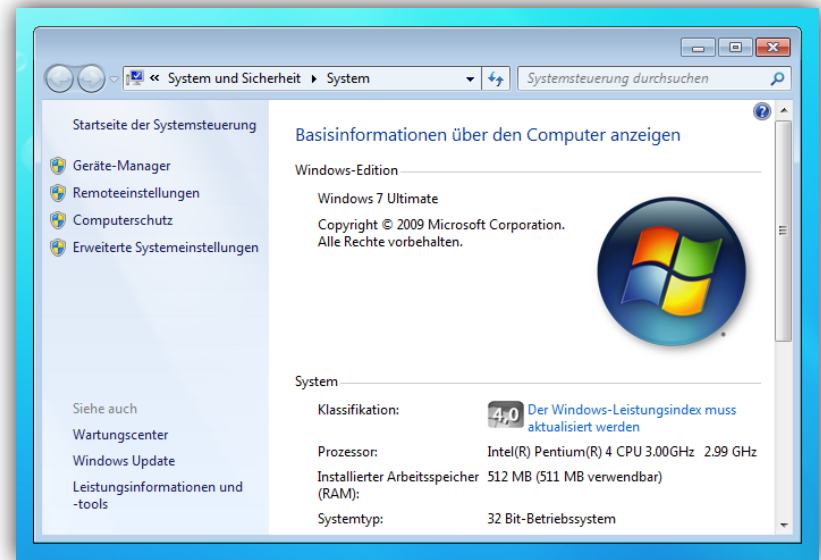 « System und Sicherheit ▸ System
Systemsteuerung durchsuchen
Startseite der Systemsteuerung
Geräte-Manager
Remoteeinstellungen
Computerschutz
Erweiterte Systemeinstellungen
Siehe auch
Wartungscenter
Windows Update
Leistungsinformationen und
-tools
Basisinformationen über den Computer anzeigen
Windows-Edition
Windows 7 Ultimate
Copyright © 2009 Microsoft Corporation.
Alle Rechte vorbehalten.
System
Klassifikation:
4,0 Der Windows-Leistungsindex muss
aktualisiert werden
Prozessor:
Intel(R) Pentium(R) 4 CPU 3.00GHz 2.99 GHz
Installierter Arbeitsspeicher
(RAM):
512 MB (511 MB verwendbar)
Systemtyp:
32 Bit-Betriebssystem